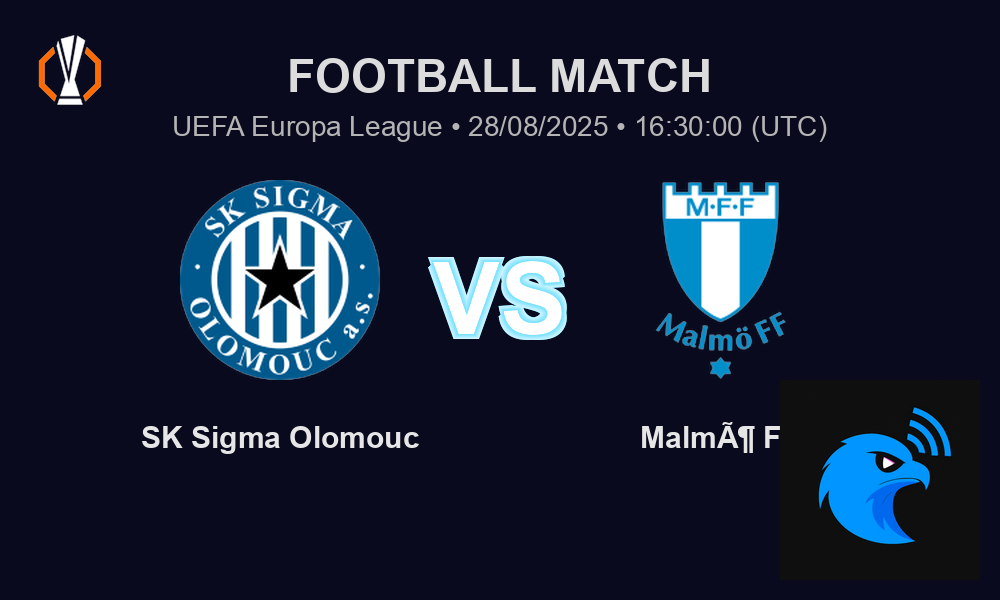 FOOTBALL MATCH
UEFA Europa League • 28/08/2025 • 16:30:00 (UTC)
SK SIGMA
OLOMOUC a.s.
M·F·F
VS
Malmö FF
SK Sigma Olomouc
MalmÃ¶ F